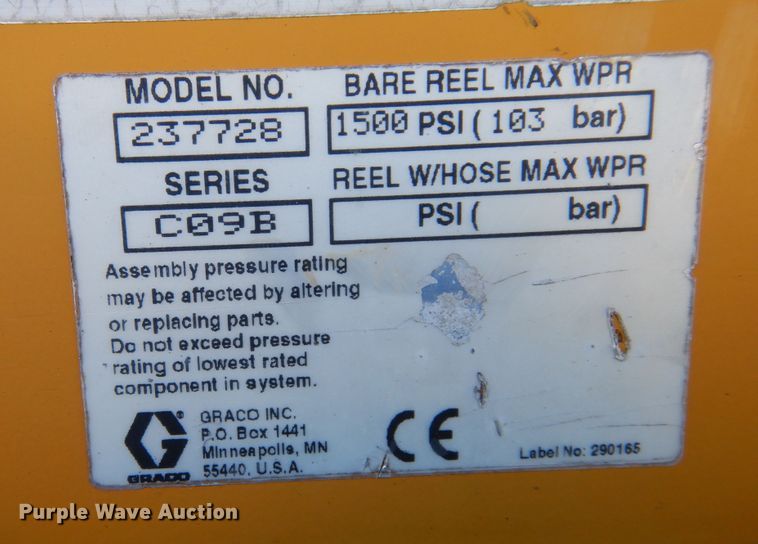 MODEL NO.
237728
BARE REEL MAX WPR
1500 PSI ( 103 bar)
SERIES
C09B
REEL W/HOSE MAX WPR
PSI ( bar)
Assembly pressure rating
may be affected by altering
or replacing parts.
Do not exceed pressure
rating of lowest rated
component in system.
GRACO
®
GRACO INC.
P.O. Box 1441
Minneapolis, MN
55440, U.S.A.
CE
Label No: 290165
Purple Wave Auction